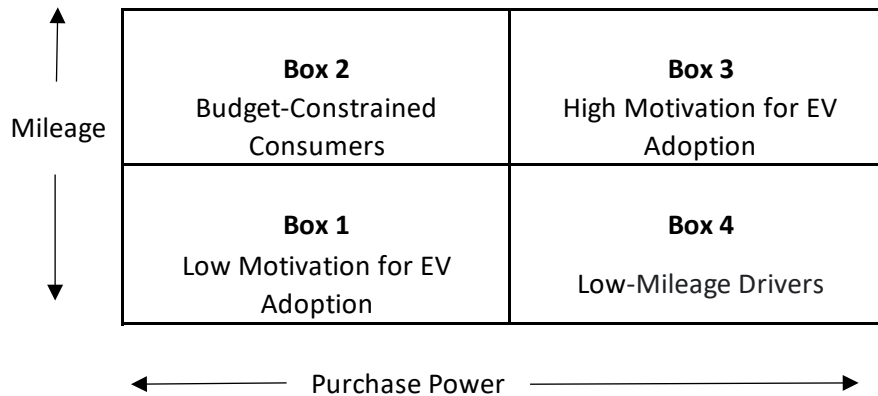 Box 2
Budget-Constrained
Consumers
Box 3
High Motivation for EV
Adoption
Mileage
Box 1
Low Motivation for EV
Adoption
Box 4
Low-Mileage Drivers
Purchase Power